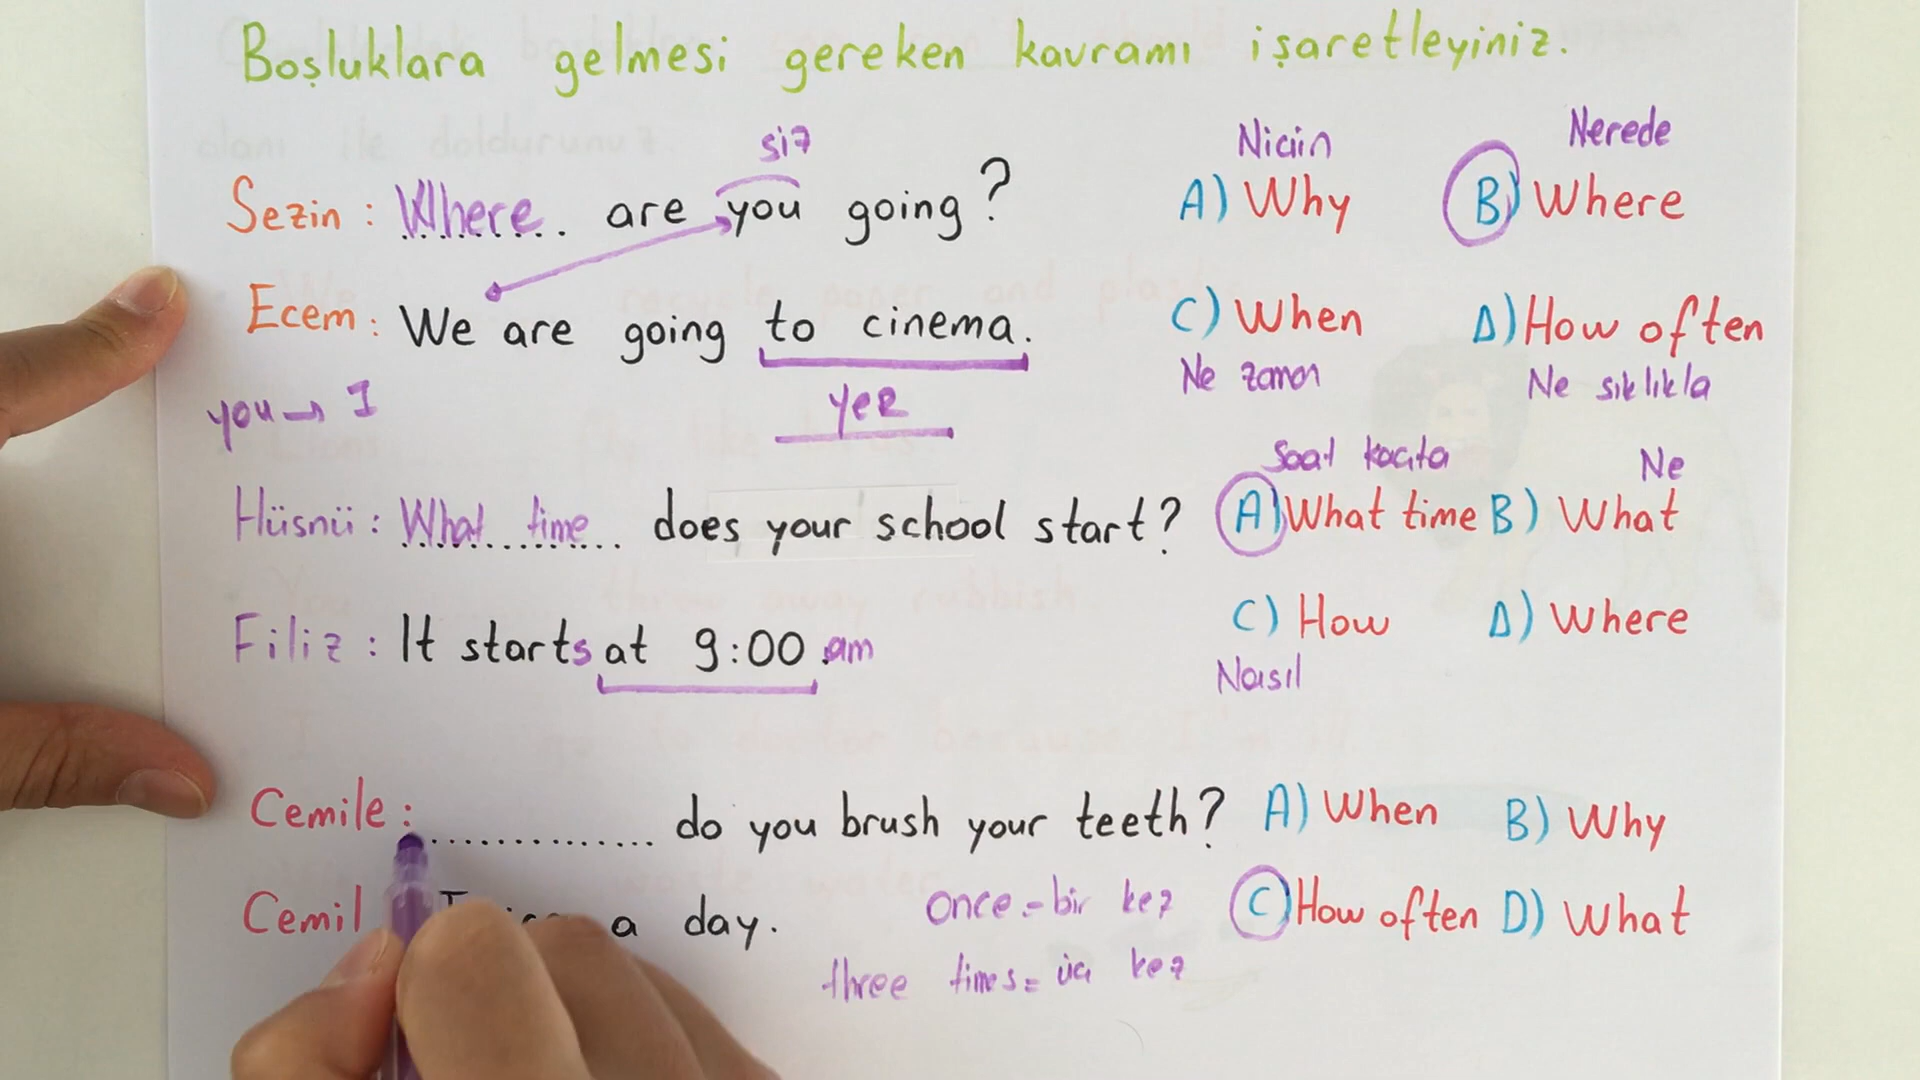 Boşluklara gelmesi gereken kavramı işaretleyiniz.
siz
Niçin
Nerede
Sezin : Where are you going?
A) Why B) Where
Ecem : We are going to cinema.
C) When D) How often
Ne zaman
Ne sıklıkla
you → I
yer
Saat kaçta
Ne
Hüsnü : What time does your school start?
A) What time B) What
Filiz : It starts at 9:00 am
C) How D) Where
Nasıl
Cemile : .............. do you brush your teeth?
A) When B) Why
Cemil a day.
once = bir kez
C) How often D) What
three times = üç kez